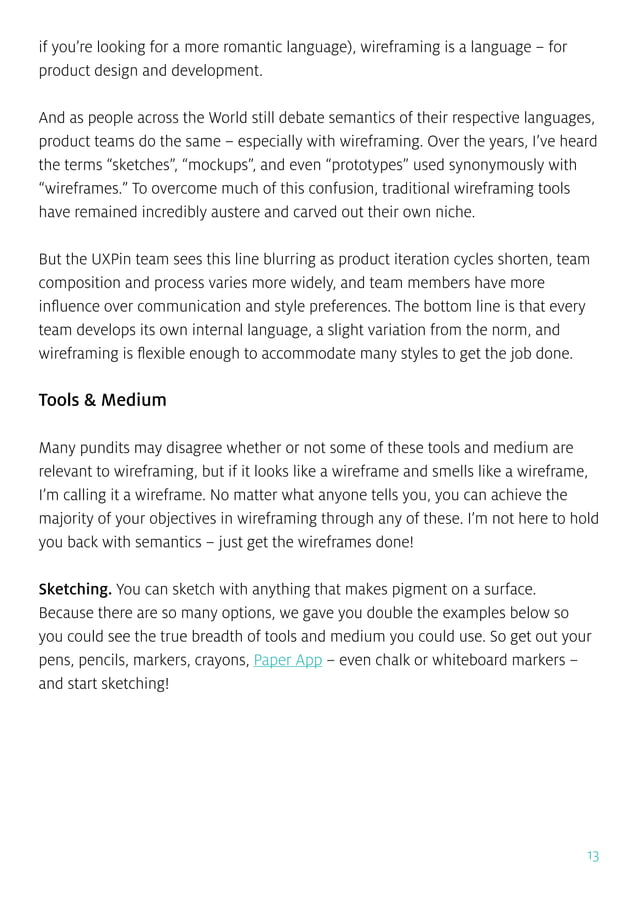 if you’re looking for a more romantic language), wireframing is a language – for
product design and development.
And as people across the World still debate semantics of their respective languages,
product teams do the same – especially with wireframing. Over the years, I’ve heard
the terms “sketches”, “mockups”, and even “prototypes” used synonymously with
“wireframes.” To overcome much of this confusion, traditional wireframing tools
have remained incredibly austere and carved out their own niche.
But the UXPin team sees this line blurring as product iteration cycles shorten, team
composition and process varies more widely, and team members have more
influence over communication and style preferences. The bottom line is that every
team develops its own internal language, a slight variation from the norm, and
wireframing is flexible enough to accommodate many styles to get the job done.
Tools & Medium
Many pundits may disagree whether or not some of these tools and medium are
relevant to wireframing, but if it looks like a wireframe and smells like a wireframe,
I’m calling it a wireframe. No matter what anyone tells you, you can achieve the
majority of your objectives in wireframing through any of these. I’m not here to hold
you back with semantics – just get the wireframes done!
Sketching. You can sketch with anything that makes pigment on a surface.
Because there are so many options, we gave you double the examples below so
you could see the true breadth of tools and medium you could use. So get out your
pens, pencils, markers, crayons, Paper App – even chalk or whiteboard markers –
and start sketching!
13